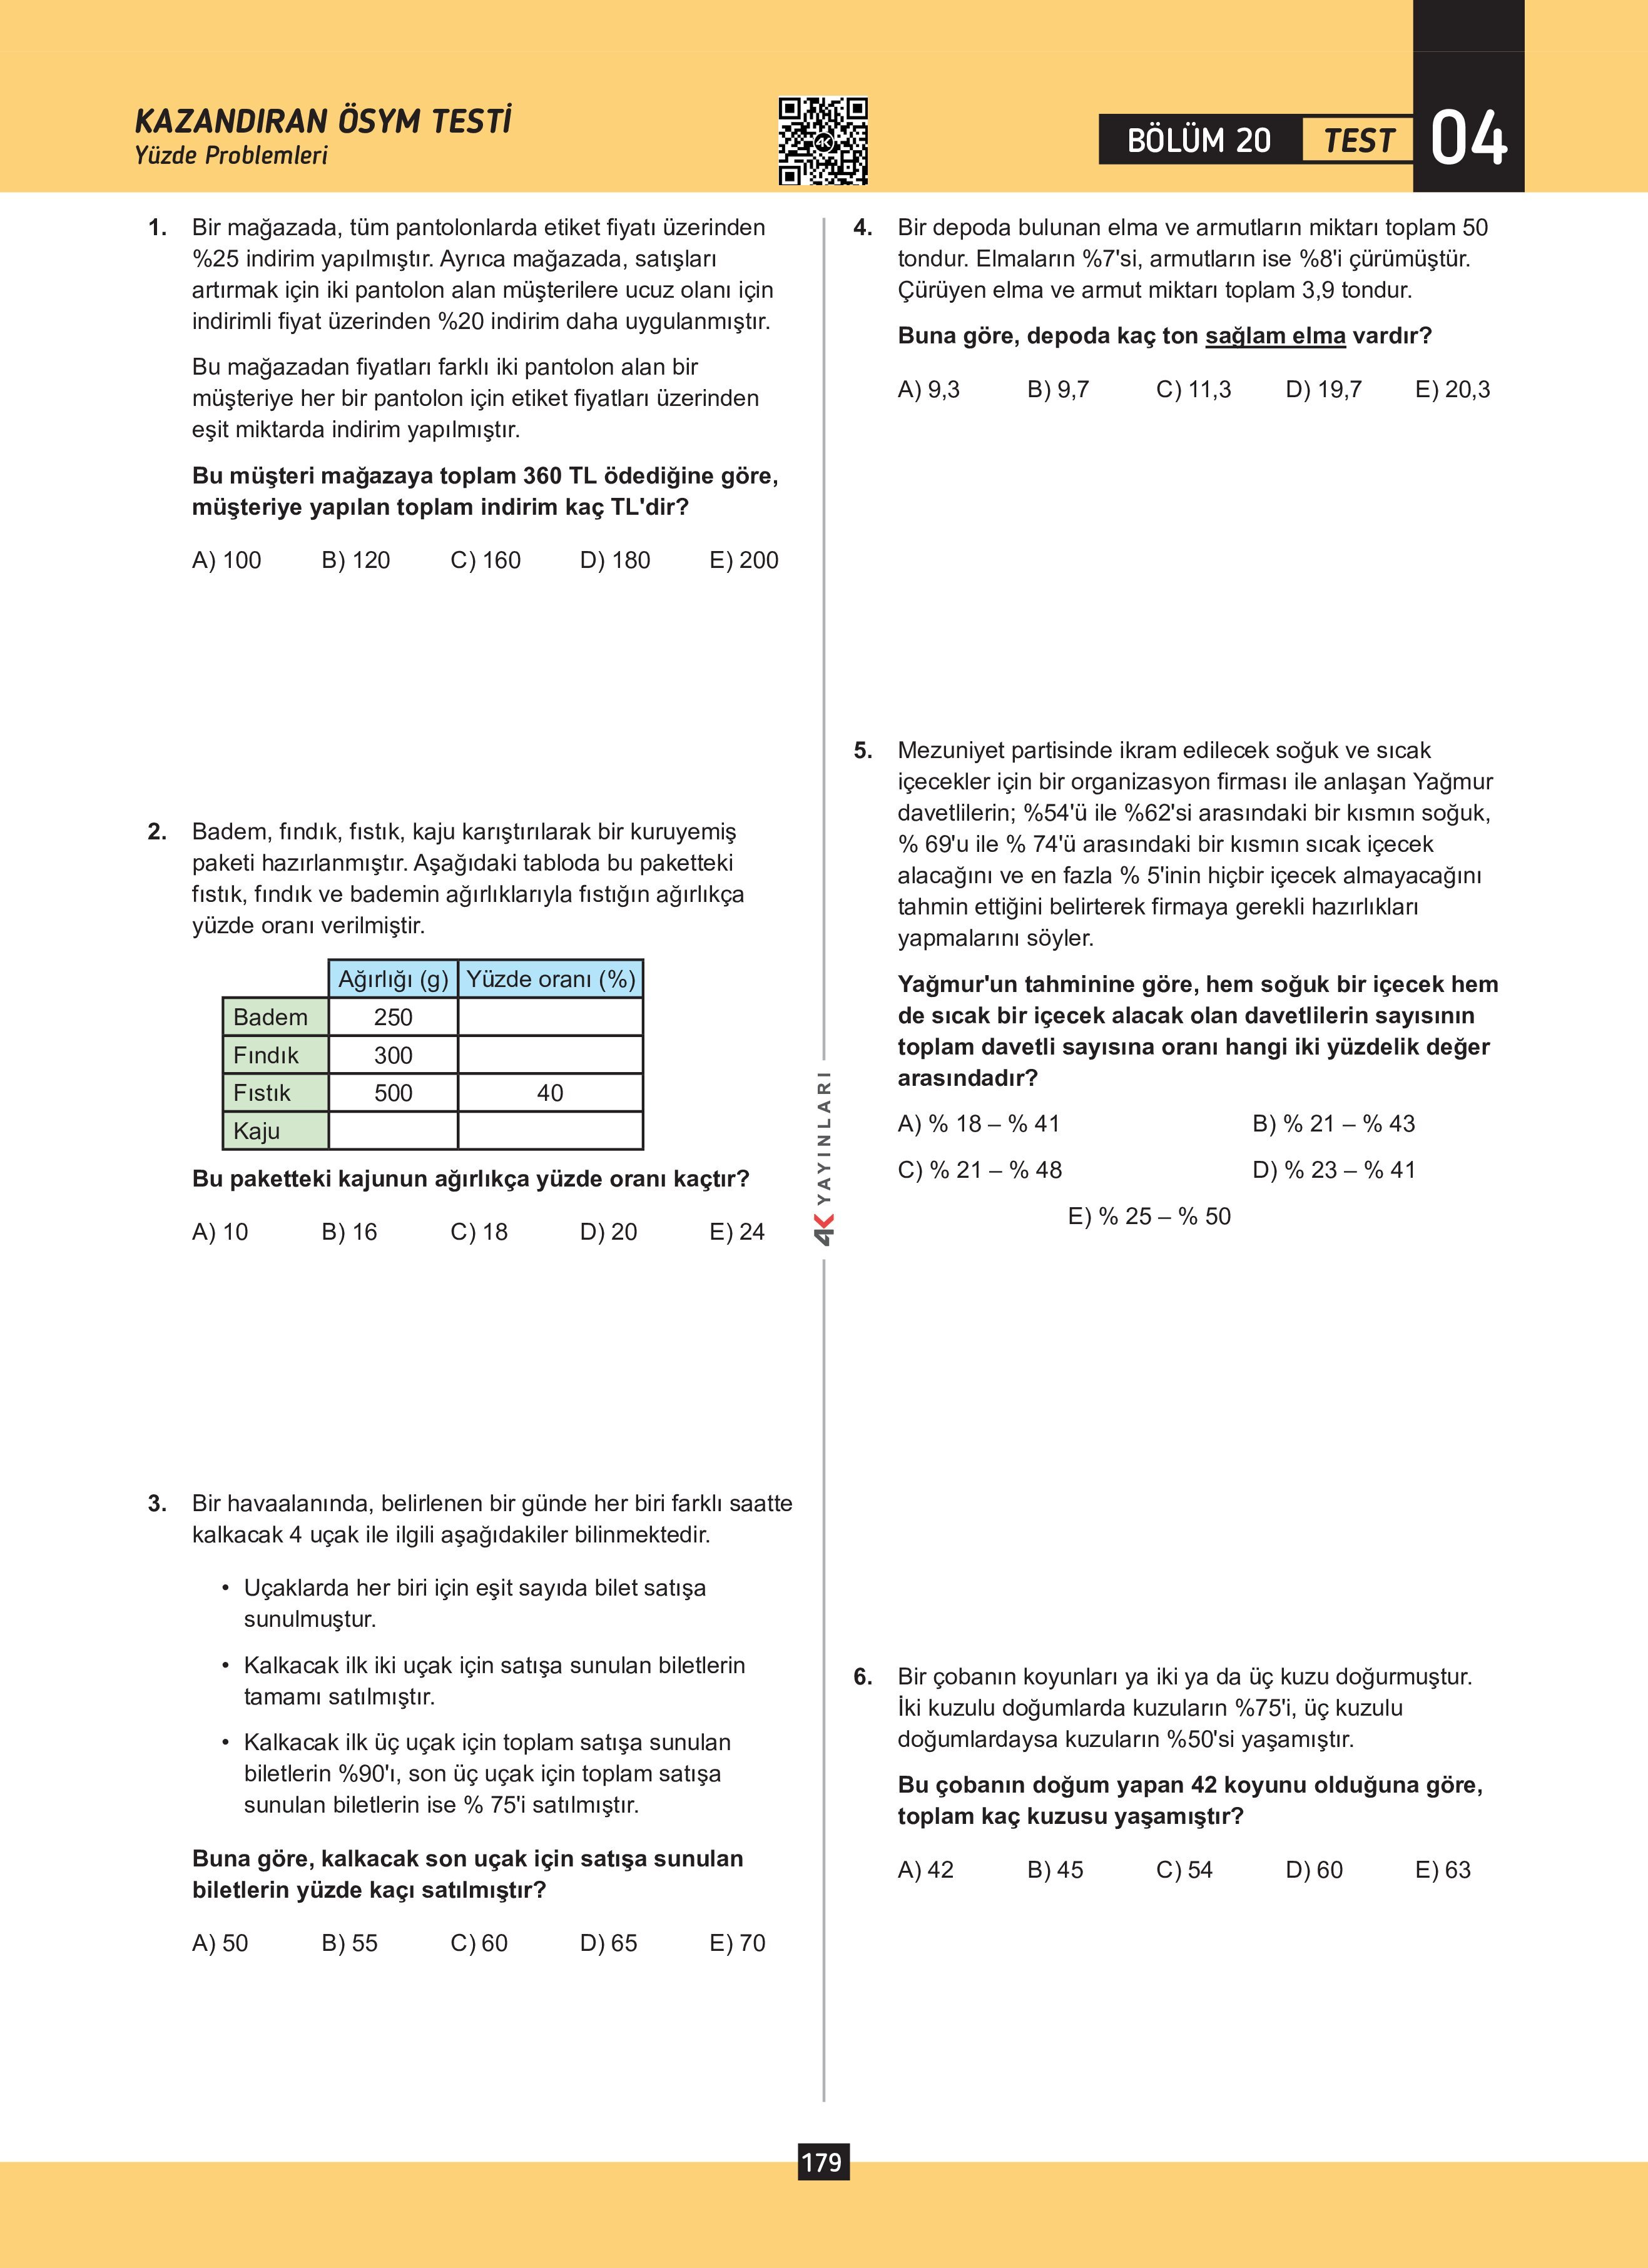 KAZANDIRAN ÖSYM TESTİ
Yüzde Problemleri
4K
BÖLÜM 20
TEST
04
1. Bir mağazada, tüm pantolonlarda etiket fiyatı üzerinden
%25 indirim yapılmıştır. Ayrıca mağazada, satışları
artırmak için iki pantolon alan müşterilere ucuz olanı için
indirimli fiyat üzerinden %20 indirim daha uygulanmıştır.
Bu mağazadan fiyatları farklı iki pantolon alan bir
müşteriye her bir pantolon için etiket fiyatları üzerinden
eşit miktarda indirim yapılmıştır.
Bu müşteri mağazaya toplam 360 TL ödediğine göre,
müşteriye yapılan toplam indirim kaç TL'dir?
A) 100 B) 120 C) 160 D) 180 E) 200
2. Badem, fındık, fıstık, kaju karıştırılarak bir kuruyemiş
paketi hazırlanmıştır. Aşağıdaki tabloda bu paketteki
fıstık, fındık ve bademin ağırlıklarıyla fıstığın ağırlıkça
yüzde oranı verilmiştir.
Ağırlığı (g) Yüzde oranı (%)
Badem 250
Fındık 300
Fıstık 500 40
Kaju
Bu paketteki kajunun ağırlıkça yüzde oranı kaçtır?
A) 10 B) 16 C) 18 D) 20 E) 24
3. Bir havaalanında, belirlenen bir günde her biri farklı saatte
kalkacak 4 uçak ile ilgili aşağıdakiler bilinmektedir.
• Uçaklarda her biri için eşit sayıda bilet satışa
sunulmuştur.
• Kalkacak ilk iki uçak için satışa sunulan biletlerin
tamamı satılmıştır.
• Kalkacak ilk üç uçak için toplam satışa sunulan
biletlerin %90'ı, son üç uçak için toplam satışa
sunulan biletlerin ise % 75'i satılmıştır.
Buna göre, kalkacak son uçak için satışa sunulan
biletlerin yüzde kaçı satılmıştır?
A) 50 B) 55 C) 60 D) 65 E) 70
4K YAYINLARI
4. Bir depoda bulunan elma ve armutların miktarı toplam 50
tondur. Elmaların %7'si, armutların ise %8'i çürümüştür.
Çürüyen elma ve armut miktarı toplam 3,9 tondur.
Buna göre, depoda kaç ton sağlam elma vardır?
A) 9,3 B) 9,7 C) 11,3 D) 19,7 E) 20,3
5. Mezuniyet partisinde ikram edilecek soğuk ve sıcak
içecekler için bir organizasyon firması ile anlaşan Yağmur
davetlilerin; %54'ü ile %62'si arasındaki bir kısmın soğuk,
% 69'u ile % 74'ü arasındaki bir kısmın sıcak içecek
alacağını ve en fazla % 5'inin hiçbir içecek almayacağını
tahmin ettiğini belirterek firmaya gerekli hazırlıkları
yapmalarını söyler.
Yağmur'un tahminine göre, hem soğuk bir içecek hem
de sıcak bir içecek alacak olan davetlilerin sayısının
toplam davetli sayısına oranı hangi iki yüzdelik değer
arasındadır?
A) % 18 – % 41 B) % 21 – % 43
C) % 21 – % 48 D) % 23 – % 41
E) % 25 – % 50
6. Bir çobanın koyunları ya iki ya da üç kuzu doğurmuştur.
İki kuzulu doğumlarda kuzuların %75'i, üç kuzulu
doğumlardaysa kuzuların %50'si yaşamıştır.
Bu çobanın doğum yapan 42 koyunu olduğuna göre,
toplam kaç kuzusu yaşamıştır?
A) 42 B) 45 C) 54 D) 60 E) 63
179